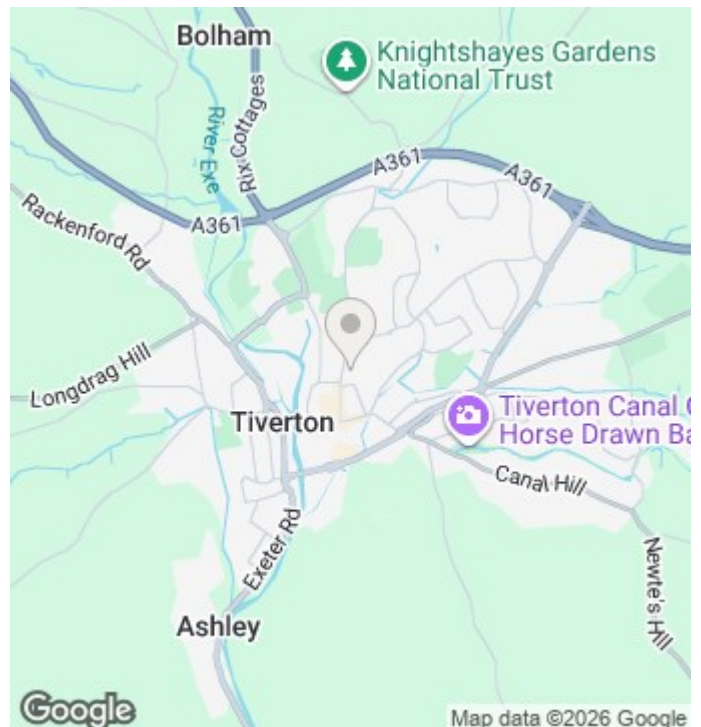 Bolham
Knightshayes Gardens
National Trust
River Exe
Rix Cottages
A361
A361
A361
Rackenford Rd
Longdrag Hill
Tiverton
Tiverton Canal C
Horse Drawn Ba
Canal Hill
Newte's Hill
Exeter Rd
Ashley
Google
Map data ©2026 Google